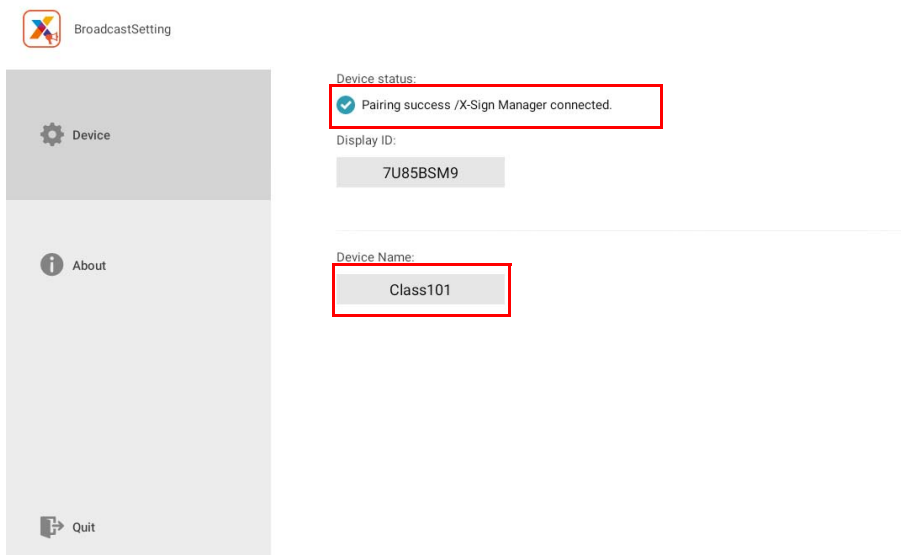 BroadcastSetting
Device
About
Quit
Device status:
Pairing success /X-Sign Manager connected.
Display ID:
7U85BSM9
Device Name:
Class101